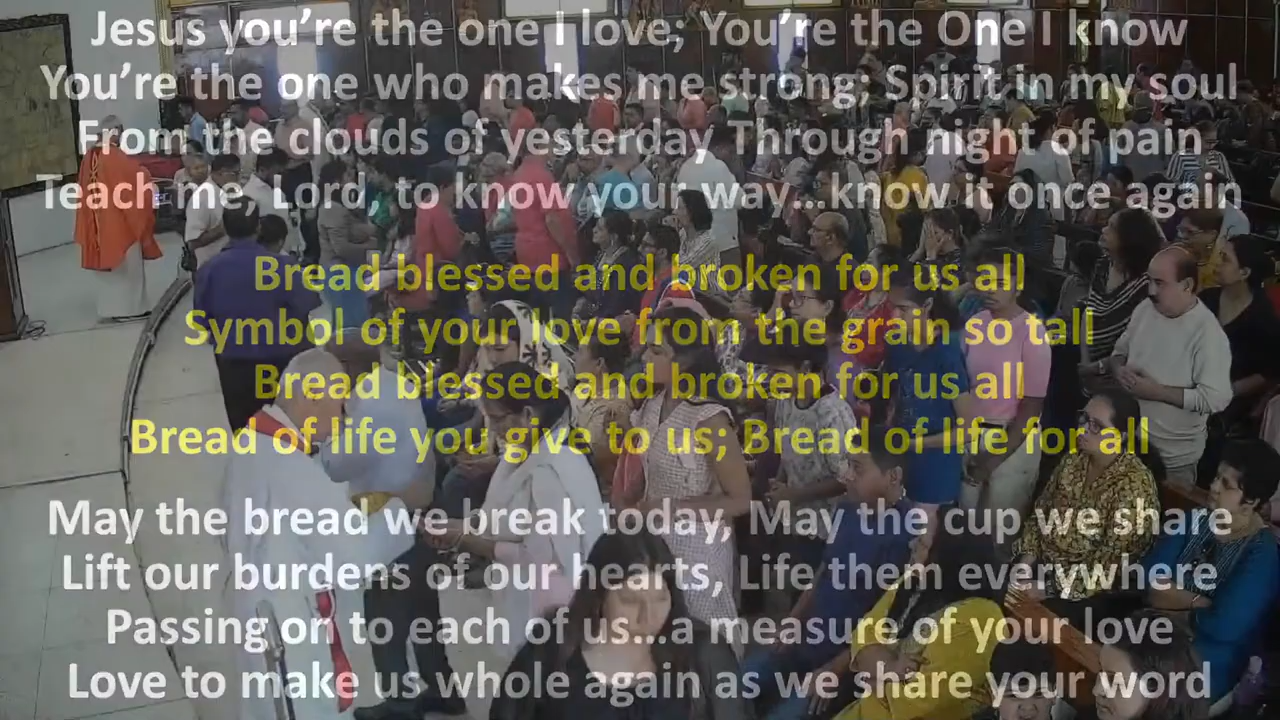 Jesus you're the one I love; You're the One I know
You're the one who makes me strong; Spirit in my soul
From the clouds of yesterday Through night of pain
Teach me, Lord, to know your way...know it once again
Bread blessed and broken for us all
Symbol of your love from the grain so tall
Bread blessed and broken for us all
Bread of life you give to us; Bread of life for all
May the bread we break today, May the cup we share
Lift our burdens of our hearts, Life them everywhere
Passing on to each of us...a measure of your love
Love to make us whole again as we share your word